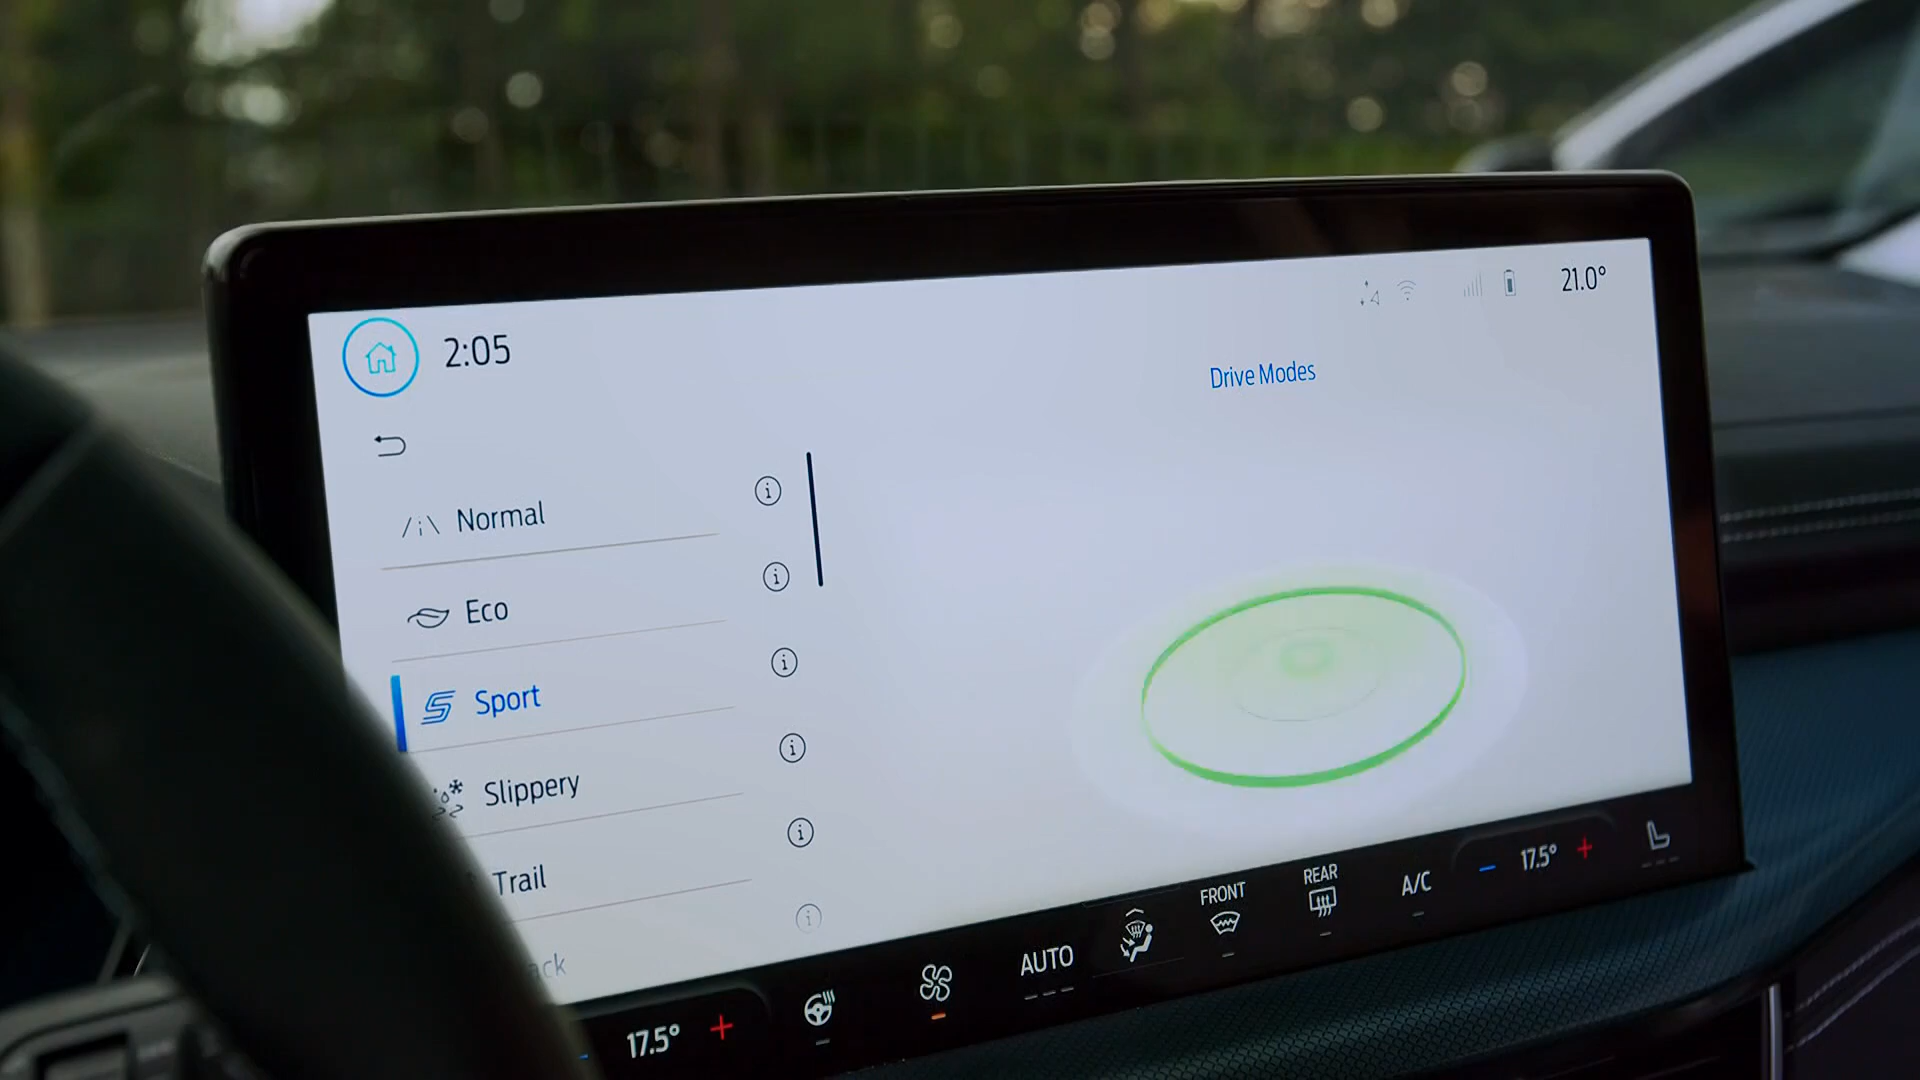 2:05
21.0°
Drive Modes
Normal
Eco
Sport
Slippery
Trail
17.5°
AUTO
FRONT
REAR
A/C
17.5°